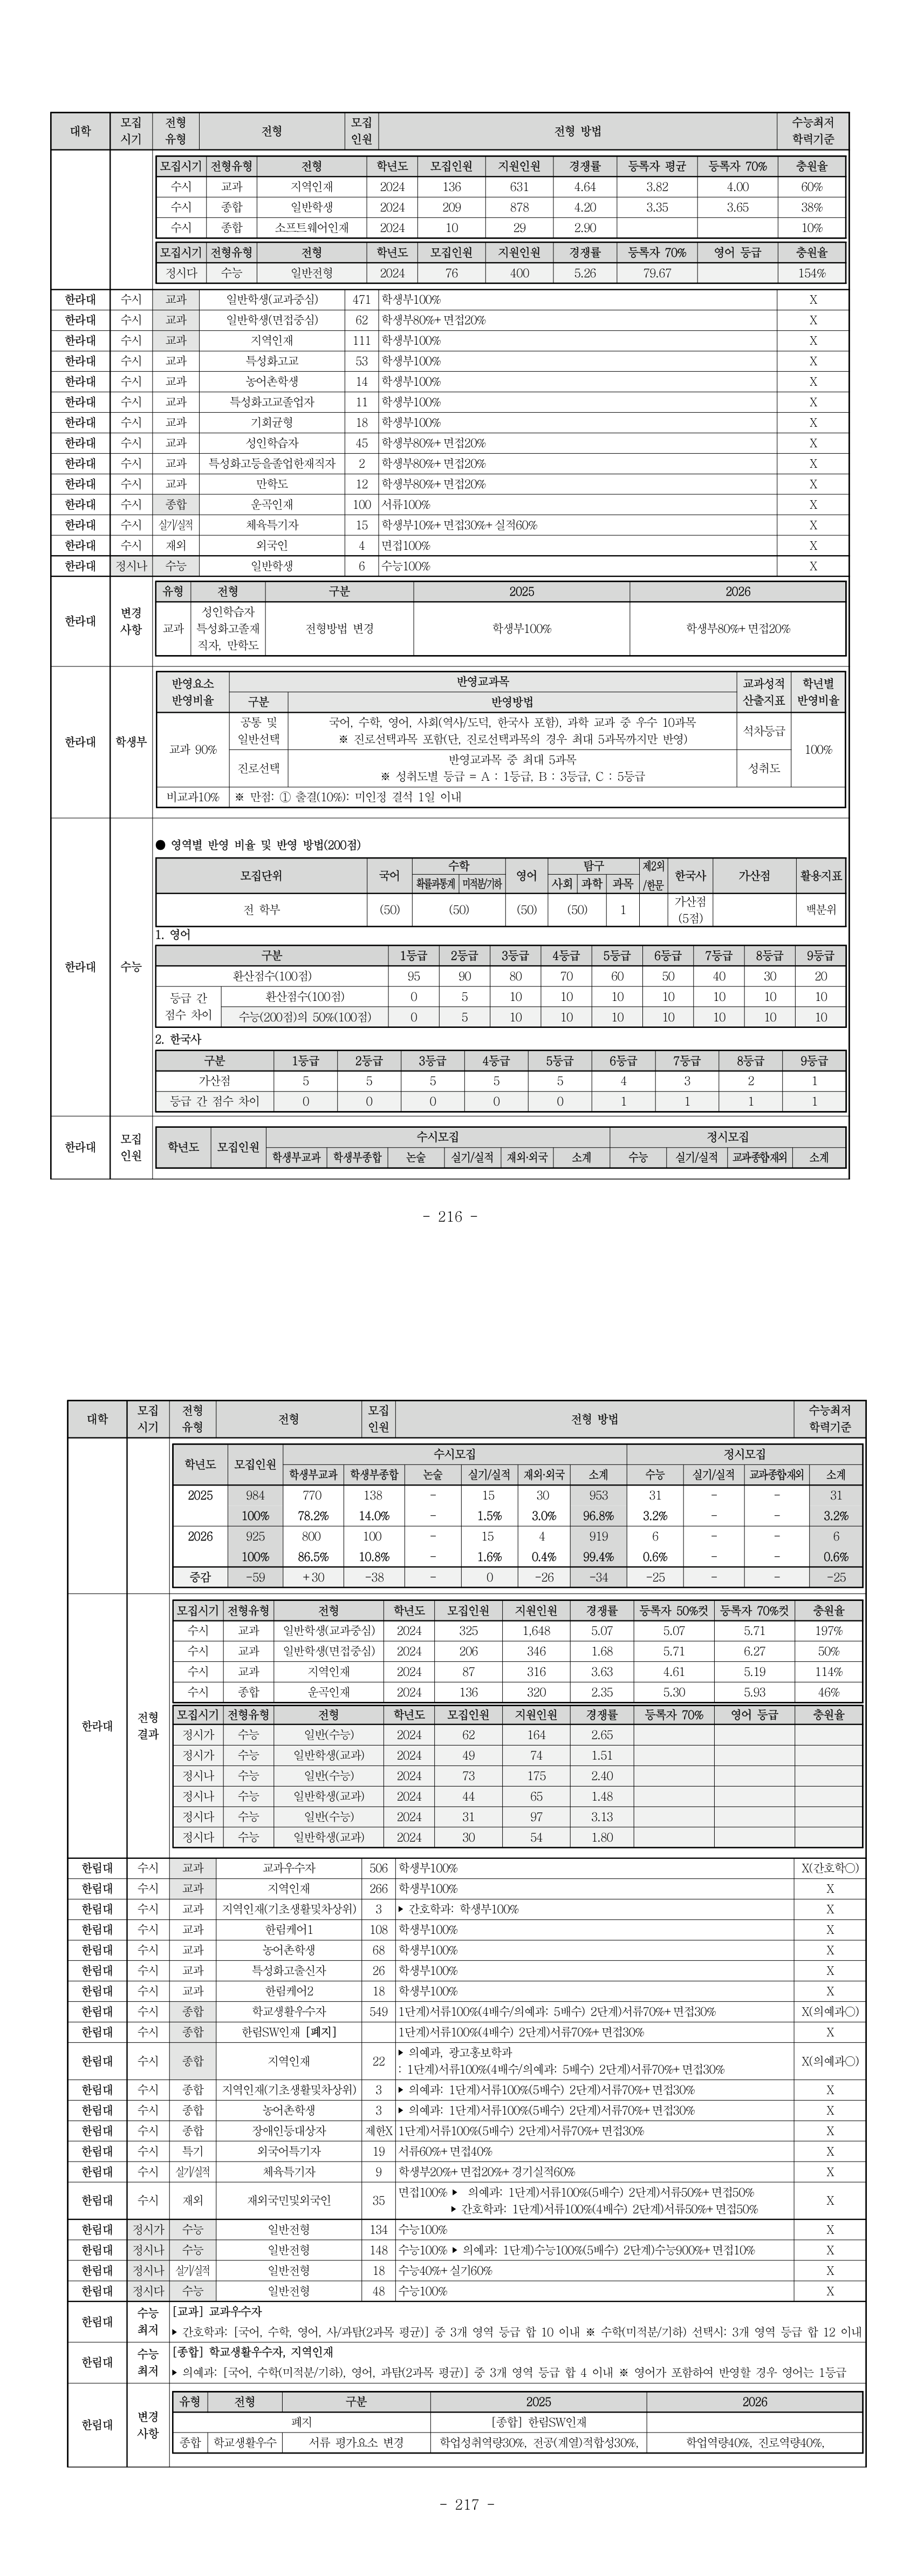 대학 모집시기 전형유형 전형 모집인원 전형 방법 수능최저학력기준
모집시기 전형유형 전형 학년도 모집인원 지원인원 경쟁률 등록자 평균 등록자 70% 충원율
수시 교과 지역인재 2024 136 631 4.64 3.82 4.00 60%
수시 종합 일반학생 2024 209 878 4.20 3.35 3.65 38%
수시 종합 소프트웨어인재 2024 10 29 2.90 10%
모집시기 전형유형 전형 학년도 모집인원 지원인원 경쟁률 등록자 70% 영어 등급 충원율
정시다 수능 일반전형 2024 76 400 5.26 79.67 154%
한라대 수시 교과 일반학생(교과중심) 471 학생부100% X
한라대 수시 교과 일반학생(면접중심) 62 학생부80%+면접20% X
한라대 수시 교과 지역인재 111 학생부100% X
한라대 수시 교과 특성화고교 53 학생부100% X
한라대 수시 교과 농어촌학생 14 학생부100% X
한라대 수시 교과 특성화고교졸업자 11 학생부100% X
한라대 수시 교과 기회균형 18 학생부100% X
한라대 수시 교과 성인학습자 45 학생부80%+면접20% X
한라대 수시 교과 특성화고등을졸업한재직자 2 학생부80%+면접20% X
한라대 수시 교과 만학도 12 학생부80%+면접20% X
한라대 수시 종합 운곡인재 100 서류100% X
한라대 수시 실기/실적 체육특기자 15 학생부10%+면접30%+실적60% X
한라대 수시 재외 외국인 4 면접100% X
한라대 정시나 수능 일반학생 6 수능100% X
한라대 변경사항
유형 전형 구분 2025 2026
교과 성인학습자 특성화고졸재직자, 만학도 전형방법 변경 학생부100% 학생부80%+면접20%
한라대 학생부
반영요소 반영비율 반영교과목 교과성적 산출지표 학년별 반영비율
구분 반영방법
교과 90% 공통 및 일반선택 국어, 수학, 영어, 사회(역사/도덕, 한국사 포함), 과학 교과 중 우수 10과목 석차등급 100%
※ 진로선택과목 포함(단, 진로선택과목의 경우 최대 5과목까지만 반영)
진로선택 반영교과목 중 최대 5과목 성취도
※ 성취도별 등급 = A : 1등급, B : 3등급, C : 5등급
비교과10% ※ 만점: ① 출결(10%): 미인정 결석 1일 이내
한라대 수능
● 영역별 반영 비율 및 반영 방법(200점)
모집단위 국어 수학 영어 탐구 제2외/한문 한국사 가산점 활용지표
확률과통계 미적분/기하 사회 과학 과목
전 학부 (50) (50) (50) (50) 1 가산점(5점) 백분위
1. 영어
구분 1등급 2등급 3등급 4등급 5등급 6등급 7등급 8등급 9등급
환산점수(100점) 95 90 80 70 60 50 40 30 20
등급 간 점수 차이 환산점수(100점) 0 5 10 10 10 10 10 10 10
수능(200점)의 50%(100점) 0 5 10 10 10 10 10 10 10
2. 한국사
구분 1등급 2등급 3등급 4등급 5등급 6등급 7등급 8등급 9등급
가산점 5 5 5 5 5 4 3 2 1
등급 간 점수 차이 0 0 0 0 0 1 1 1 1
한라대 모집인원
학년도 모집인원 수시모집 정시모집
학생부교과 학생부종합 논술 실기/실적 재외·외국 소계 수능 실기/실적 교과종합재외 소계
- 216 -
대학 모집시기 전형유형 전형 모집인원 전형 방법 수능최저학력기준
학년도 모집인원 수시모집 정시모집
학생부교과 학생부종합 논술 실기/실적 재외·외국 소계 수능 실기/실적 교과종합재외 소계
2025 984 770 138 - 15 30 953 31 - - 31
100% 78.2% 14.0% - 1.5% 3.0% 96.8% 3.2% - - 3.2%
2026 925 800 100 - 15 4 919 6 - - 6
100% 86.5% 10.8% - 1.6% 0.4% 99.4% 0.6% - - 0.6%
증감 -59 +30 -38 - 0 -26 -34 -25 - - -25
한라대 전형결과
모집시기 전형유형 전형 학년도 모집인원 지원인원 경쟁률 등록자 50%컷 등록자 70%컷 충원율
수시 교과 일반학생(교과중심) 2024 325 1,648 5.07 5.07 5.71 197%
수시 교과 일반학생(면접중심) 2024 206 346 1.68 5.71 6.27 50%
수시 교과 지역인재 2024 87 316 3.63 4.61 5.19 114%
수시 종합 운곡인재 2024 136 320 2.35 5.30 5.93 46%
모집시기 전형유형 전형 학년도 모집인원 지원인원 경쟁률 등록자 70% 영어 등급 충원율
정시가 수능 일반(수능) 2024 62 164 2.65
정시가 수능 일반학생(교과) 2024 49 74 1.51
정시나 수능 일반(수능) 2024 73 175 2.40
정시나 수능 일반학생(교과) 2024 44 65 1.48
정시다 수능 일반(수능) 2024 31 97 3.13
정시다 수능 일반학생(교과) 2024 30 54 1.80
한림대 수시 교과 교과우수자 506 학생부100% X(간호학○)
한림대 수시 교과 지역인재 266 학생부100% X
한림대 수시 교과 지역인재(기초생활및차상위) 3 ▸ 간호학과: 학생부100% X
한림대 수시 교과 한림케어1 108 학생부100% X
한림대 수시 교과 농어촌학생 68 학생부100% X
한림대 수시 교과 특성화고출신자 26 학생부100% X
한림대 수시 교과 한림케어2 18 학생부100% X
한림대 수시 종합 학교생활우수자 549 1단계)서류100%(4배수/의예과: 5배수) 2단계)서류70%+면접30% X(의예과○)
한림대 수시 종합 한림SW인재 [폐지] 1단계)서류100%(4배수) 2단계)서류70%+면접30% X
한림대 수시 종합 지역인재 22 ▸ 의예과, 광고홍보학과 X(의예과○)
: 1단계)서류100%(4배수/의예과: 5배수) 2단계)서류70%+면접30%
한림대 수시 종합 지역인재(기초생활및차상위) 3 ▸ 의예과: 1단계)서류100%(5배수) 2단계)서류70%+면접30% X
한림대 수시 종합 농어촌학생 3 ▸ 의예과: 1단계)서류100%(5배수) 2단계)서류70%+면접30% X
한림대 수시 종합 장애인등대상자 제한X 1단계)서류100%(5배수) 2단계)서류70%+면접30% X
한림대 수시 특기 외국어특기자 19 서류60%+면접40% X
한림대 수시 실기/실적 체육특기자 9 학생부20%+면접20%+경기실적60% X
한림대 수시 재외 재외국민및외국인 35 면접100% ▸ 의예과: 1단계)서류100%(5배수) 2단계)서류50%+면접50% X
▸ 간호학과: 1단계)서류100%(4배수) 2단계)서류50%+면접50%
한림대 정시가 수능 일반전형 134 수능100% X
한림대 정시나 수능 일반전형 148 수능100% ▸ 의예과: 1단계)수능100%(5배수) 2단계)수능900%+면접10% X
한림대 정시나 실기/실적 일반전형 18 수능40%+실기60% X
한림대 정시다 수능 일반전형 48 수능100% X
한림대 수능최저 [교과] 교과우수자
▸ 간호학과: [국어, 수학, 영어, 사/과탐(2과목 평균)] 중 3개 영역 등급 합 10 이내 ※ 수학(미적분/기하) 선택시: 3개 영역 등급 합 12 이내
한림대 수능최저 [종합] 학교생활우수자, 지역인재
▸ 의예과: [국어, 수학(미적분/기하), 영어, 과탐(2과목 평균)] 중 3개 영역 등급 합 4 이내 ※ 영어가 포함하여 반영할 경우 영어는 1등급
한림대 변경사항
유형 전형 구분 2025 2026
폐지 [종합] 한림SW인재
종합 학교생활우수 서류 평가요소 변경 학업성취역량30%, 전공(계열)적합성30%, 학업역량40%, 진로역량40%,
- 217 -